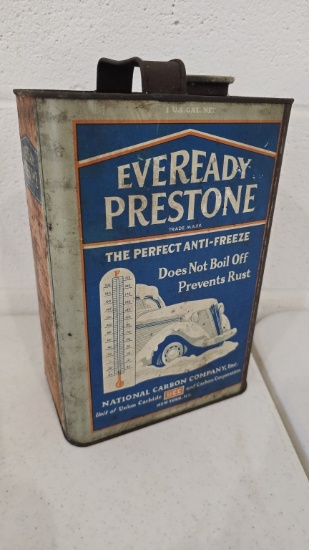 1 U.S. GAL. NET
EVEREADY
PRESTONE
TRADE MARK
THE PERFECT ANTI-FREEZE
Does Not Boil Off
Prevents Rust
F
NATIONAL CARBON COMPANY, Inc.
Unit of Union Carbide UCC and Carbon Corporation
NEW YORK, N.Y.